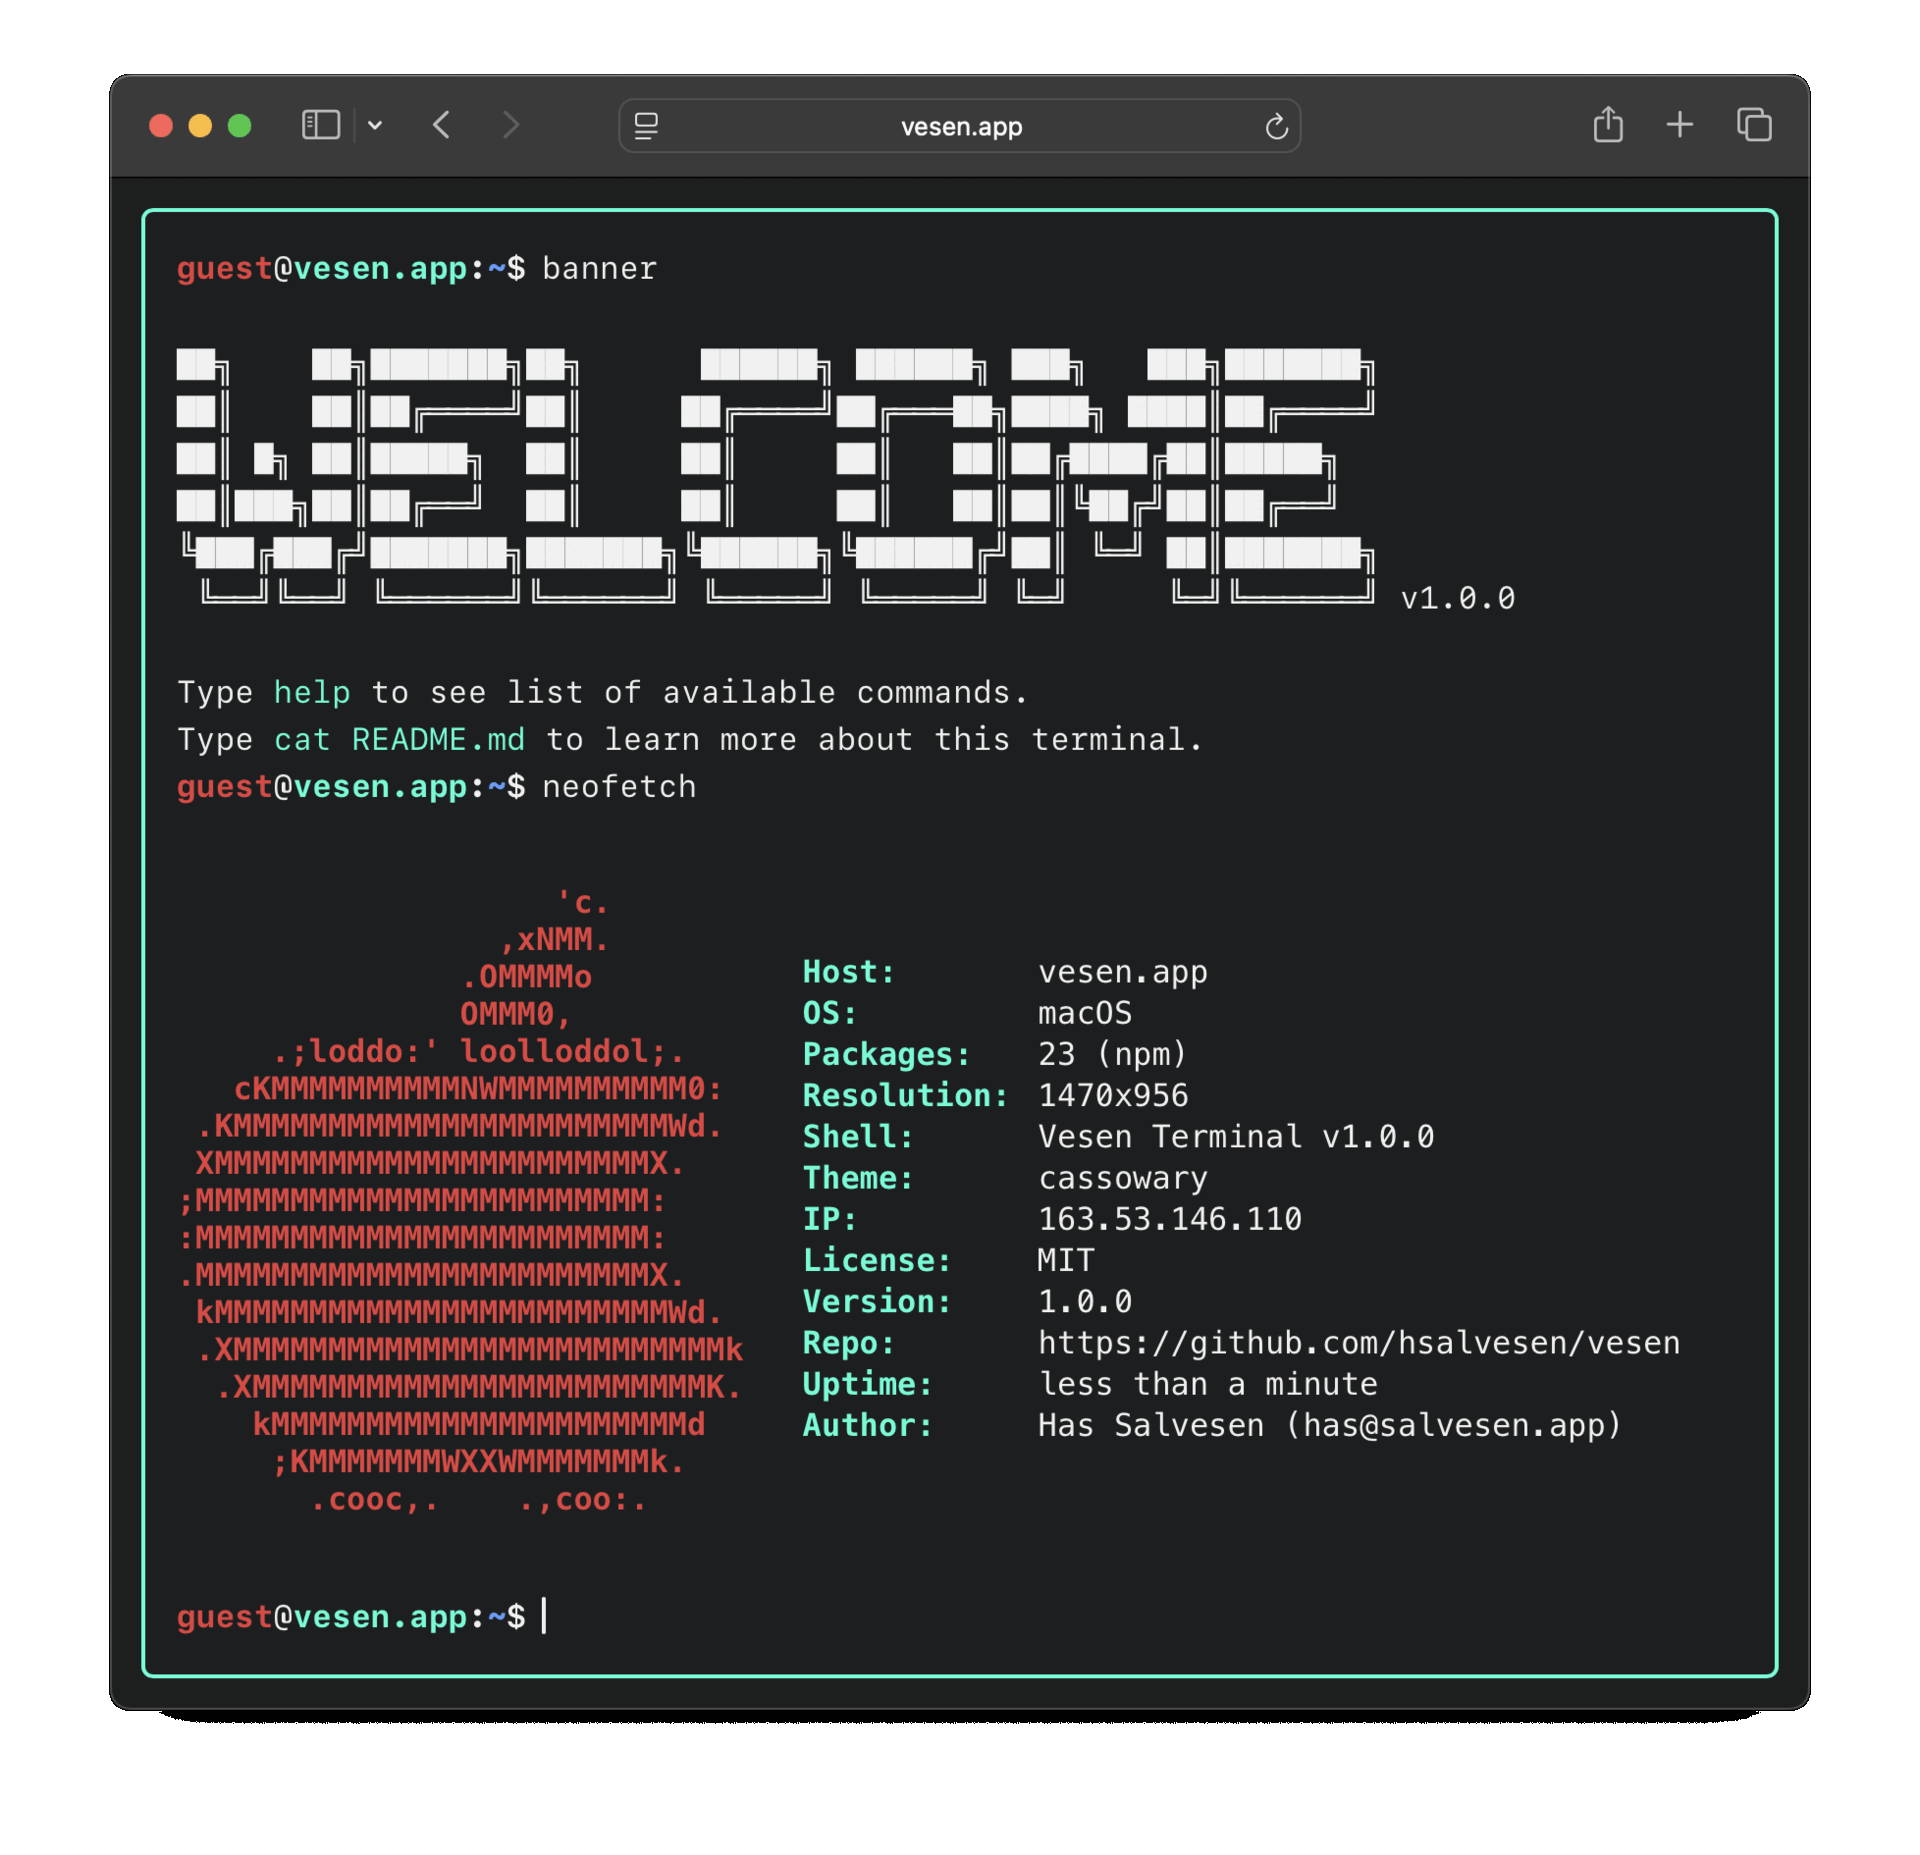 vesen.app
guest@vesen.app:~$ banner
WELCOME v1.0.0
Type help to see list of available commands.
Type cat README.md to learn more about this terminal.
guest@vesen.app:~$ neofetch
'c.
,xNMM.
.OMMMMo
OMMM0,
.;loddo:' loolloddol;.
cKMMMMMMMMMMNWMMMMMMMMMM0:
.KMMMMMMMMMMMMMMMMMMMMMMMWd.
XMMMMMMMMMMMMMMMMMMMMMMMX.
;MMMMMMMMMMMMMMMMMMMMMMMM:
:MMMMMMMMMMMMMMMMMMMMMMMM:
.MMMMMMMMMMMMMMMMMMMMMMMMX.
kMMMMMMMMMMMMMMMMMMMMMMMMWd.
.XMMMMMMMMMMMMMMMMMMMMMMMMMMk
.XMMMMMMMMMMMMMMMMMMMMMMMMK.
kMMMMMMMMMMMMMMMMMMMMMMd
;KMMMMMMMWXXWMMMMMMMk.
.cooc,. .,coo:.
Host: vesen.app
OS: macOS
Packages: 23 (npm)
Resolution: 1470x956
Shell: Vesen Terminal v1.0.0
Theme: cassowary
IP: 163.53.146.110
License: MIT
Version: 1.0.0
Repo: https://github.com/hsalvesen/vesen
Uptime: less than a minute
Author: Has Salvesen (has@salvesen.app)
guest@vesen.app:~$